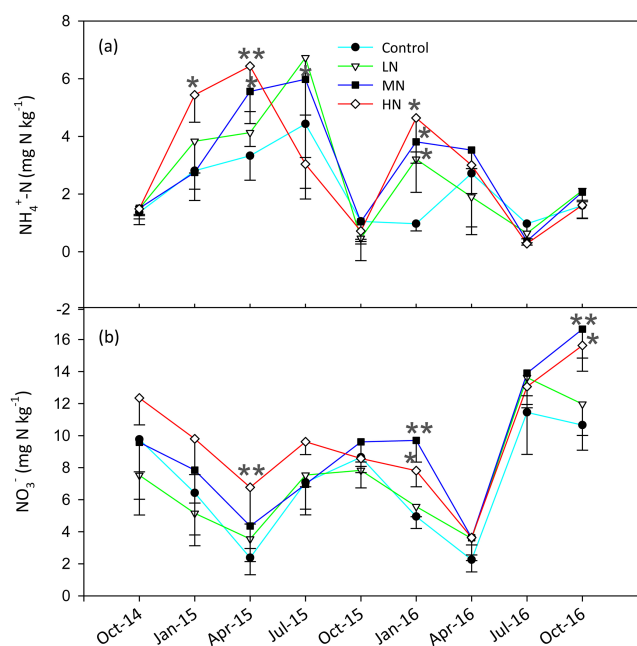 (a)
Control
LN
MN
HN
8
6
4
2
0
-2
NH₄⁺-N (mg N kg⁻¹)
* ** * * * * *
(b)
16
14
12
10
8
6
4
2
0
NO₃⁻ (mg N kg⁻¹)
** ** * ** *
Oct-14 Jan-15 Apr-15 Jul-15 Oct-15 Jan-16 Apr-16 Jul-16 Oct-16